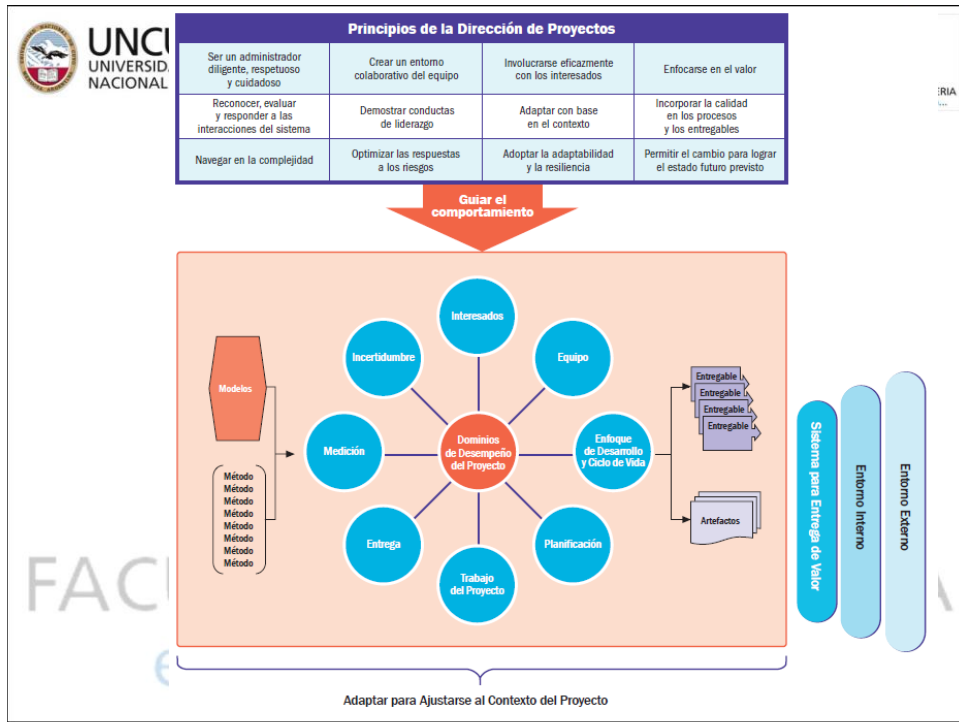 Principios de la Dirección de Proyectos
UNCU
UNIVERSIDA
NACIONAL
Ser un administrador
diligente, respetuoso
y cuidadoso
Crear un entorno
colaborativo del equipo
Involucrarse eficazmente
con los interesados
Enfocarse en el valor
ERIA
Reconocer, evaluar
y responder a las
interacciones del sistema
Demostrar conductas
de liderazgo
Adaptar con base
en el contexto
Incorporar la calidad
en los procesos
y los entregables
Navegar en la complejidad
Optimizar las respuestas
a los riesgos
Adoptar la adaptabilidad
y la resiliencia
Permitir el cambio para lograr
el estado futuro previsto
Guiar el
comportamiento
Interesados
Incertidumbre
Equipo
Modelos
Medición
Dominios
de Desempeño
del Proyecto
Enfoque
de Desarrollo
y Ciclo de Vida
Entregable
Entregable
Entregable
Entregable
Método
Método
Método
Método
Método
Método
Método
Método
Entrega
Trabajo
del Proyecto
Planificación
Artefactos
Sistema para Entrega de Valor
Entorno Interno
Entorno Externo
FACU
A
e
Adaptar para Ajustarse al Contexto del Proyecto